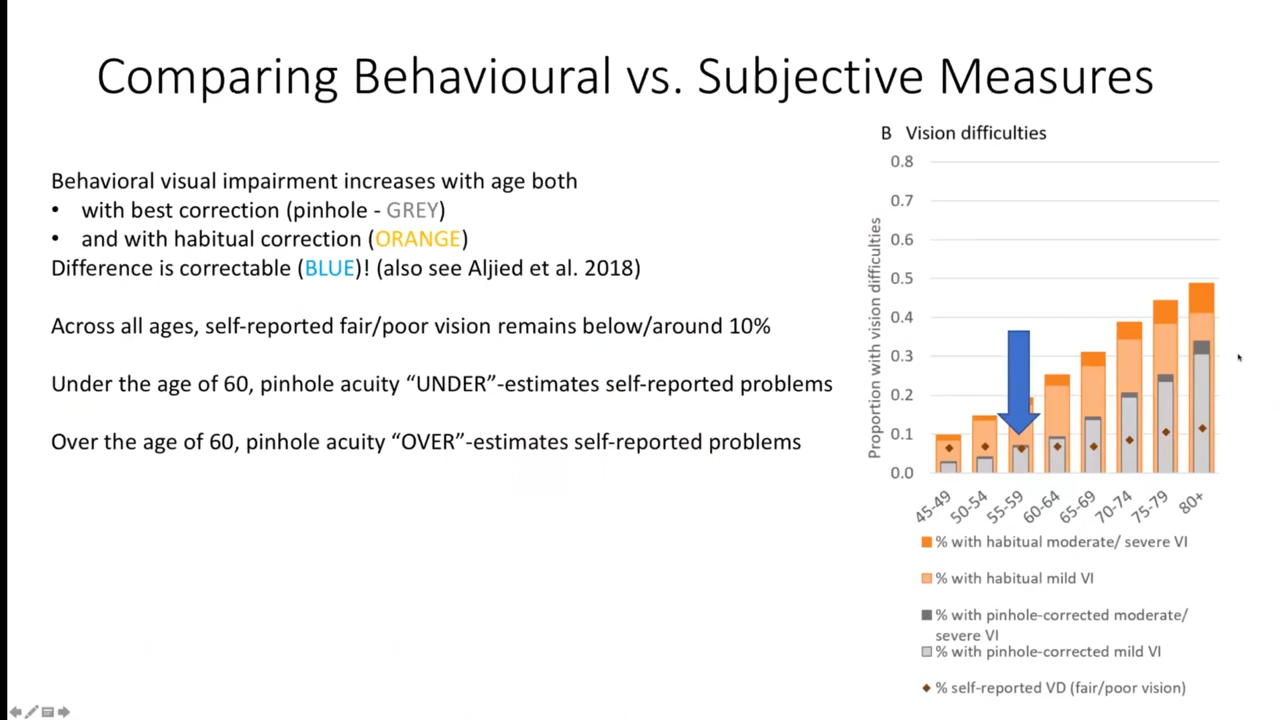 Comparing Behavioural vs. Subjective Measures
Behavioral visual impairment increases with age both
• with best correction (pinhole - GREY)
• and with habitual correction (ORANGE)
Difference is correctable (BLUE)! (also see Aljied et al. 2018)
Across all ages, self-reported fair/poor vision remains below/around 10%
Under the age of 60, pinhole acuity “UNDER”-estimates self-reported problems
Over the age of 60, pinhole acuity “OVER”-estimates self-reported problems
B Vision difficulties
Proportion with vision difficulties
0.8
0.7
0.6
0.5
0.4
0.3
0.2
0.1
0.0
45-49
50-54
55-59
60-64
65-69
70-74
75-79
80+
% with habitual moderate/ severe VI
% with habitual mild VI
% with pinhole-corrected moderate/
severe VI
% with pinhole-corrected mild VI
% self-reported VD (fair/poor vision)